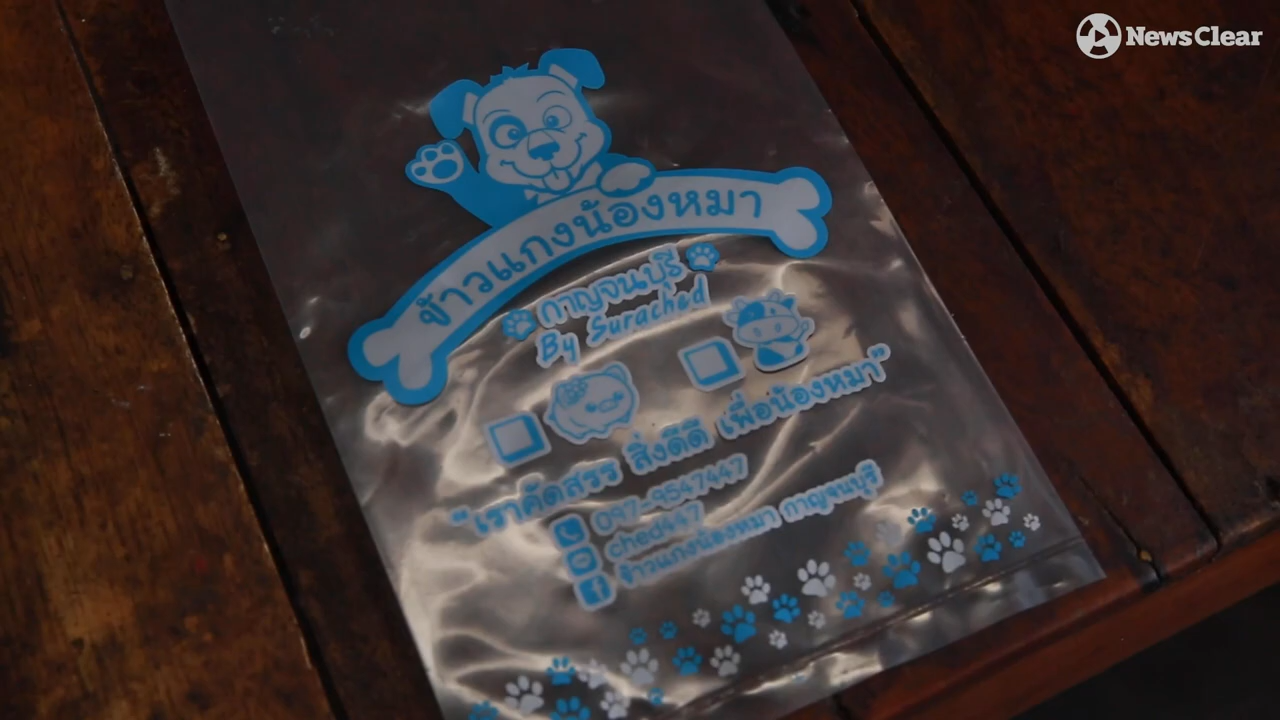 News Clear
ข้าวแกงน้องหมา
กาญจนบุรี
By Surached
"เราคัดสรร สิ่งดีดี เพื่อน้องหมา"
097-9547447
ched447
ข้าวแกงน้องหมา กาญจนบุรี